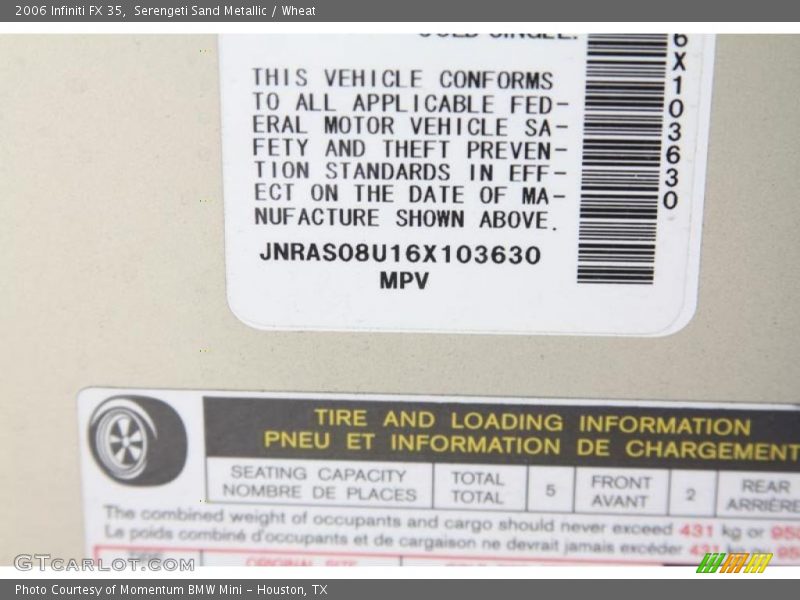 2006 Infiniti FX 35,  Serengeti Sand Metallic / Wheat
THIS VEHICLE CONFORMS
TO ALL APPLICABLE FED-
ERAL MOTOR VEHICLE SA-
FETY AND THEFT PREVEN-
TION STANDARDS IN EFF-
ECT ON THE DATE OF MA-
NUFACTURE SHOWN ABOVE.
JNRAS08U16X103630
MPV
6X103630
TIRE AND LOADING INFORMATION
PNEU ET INFORMATION DE CHARGEMENT
SEATING CAPACITY
NOMBRE DE PLACES
TOTAL
TOTAL
5
FRONT
AVANT
2
REAR
ARRIÈRE
The combined weight of occupants and cargo should never exceed 431 kg or 950
Le poids combiné d'occupants et de cargaison ne devrait jamais excéder 431 kg
GTcarlot.com
Photo Courtesy of Momentum BMW Mini - Houston, TX